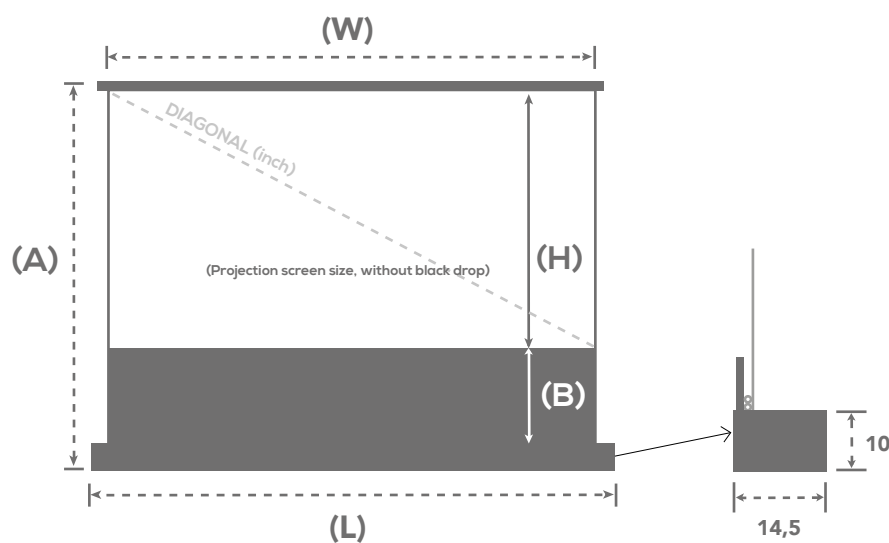 (W)
DIAGONAL (inch)
(A)
(H)
(Projection screen size, without black drop)
(B)
10
(L)
14,5